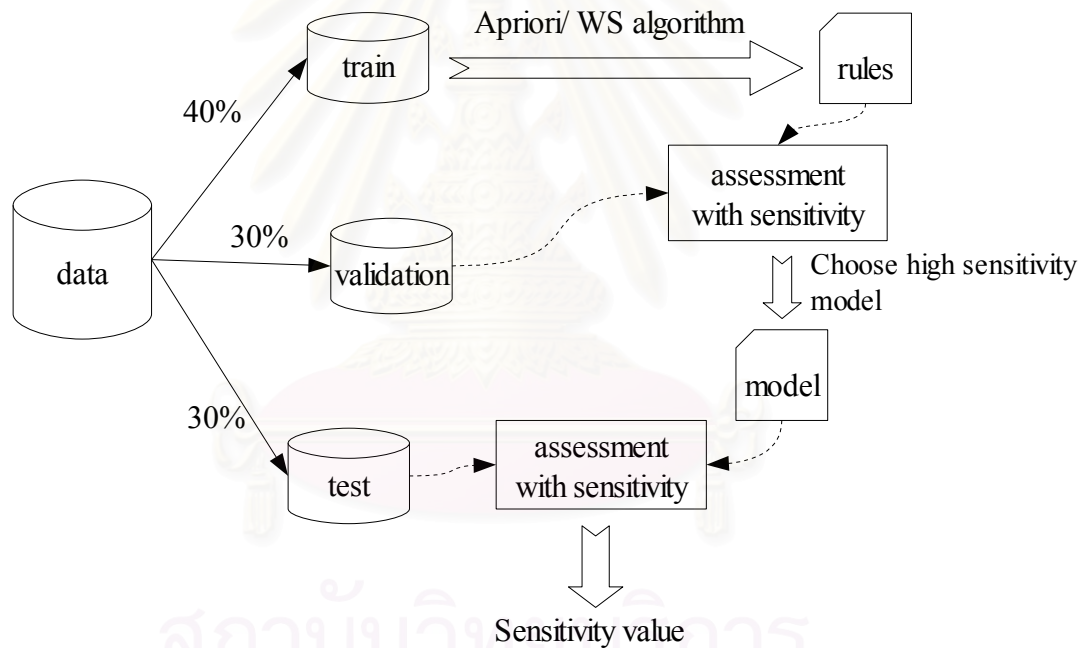 Apriori/ WS algorithm
train
rules
40%
assessment
with sensitivity
30%
data
validation
Choose high sensitivity
model
model
30%
assessment
with sensitivity
test
Sensitivity value